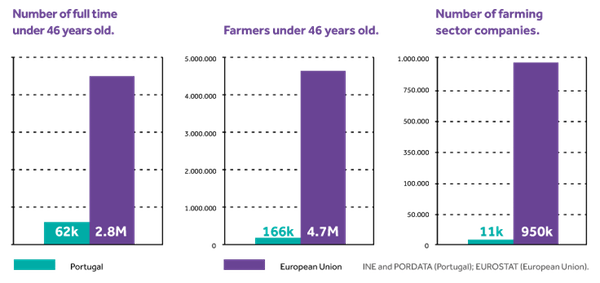 Number of full time
under 46 years old.
62k
2.8M
Farmers under 46 years old.
5.000.000
4.000.000
3.000.000
2.000.000
1.000.000
0
166k
4.7M
Number of farming
sector companies.
1.000.000
750.000
500.000
350.000
100.000
50.000
0
11k
950k
Portugal
European Union
INE and PORDATA (Portugal); EUROSTAT (European Union).